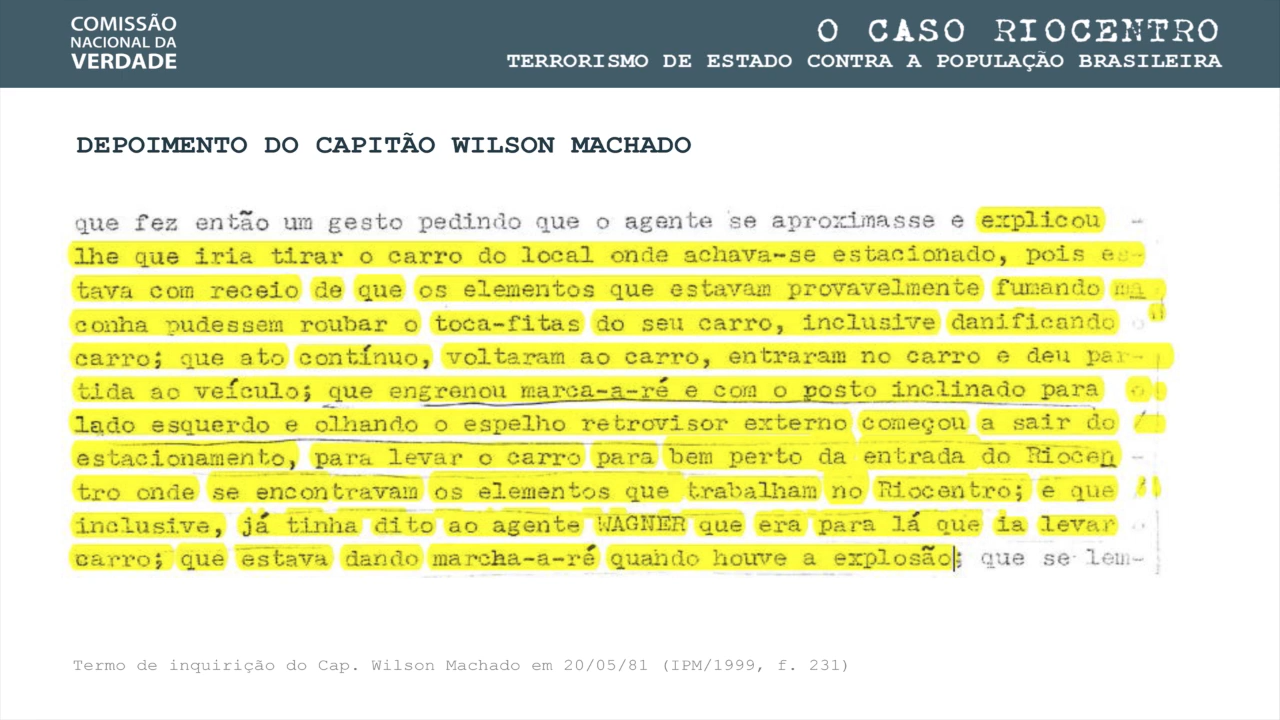 COMISSÃO
NACIONAL DA
VERDADE
O CASO RIOCENTRO
TERRORISMO DE ESTADO CONTRA A POPULAÇÃO BRASILEIRA
DEPOIMENTO DO CAPITÃO WILSON MACHADO
que fez então um gesto pedindo que o agente se aproximasse e explicou -
lhe que iria tirar o carro do local onde achava-se estacionado, pois es-
tava com receio de que os elementos que estavam provavelmente fumando ma
conha pudessem roubar o toca-fitas do seu carro, inclusive danificando o
carro; que ato contínuo, voltaram ao carro, entraram no carro e deu par-
tida ao veículo; que engrenou marca-a-ré e com o posto inclinado para o
lado esquerdo e olhando o espelho retrovisor externo começou a sair do
estacionamento, para levar o carro para bem perto da entrada do Riocen -
tro onde se encontravam os elementos que trabalham no Riocentro; e que
inclusive, já tinha dito ao agente WAGNER que era para lá que ia levar o
carro; que estava dando marcha-a-ré quando houve a explosão; que se lem-
Termo de inquirição do Cap. Wilson Machado em 20/05/81 (IPM/1999, f. 231)